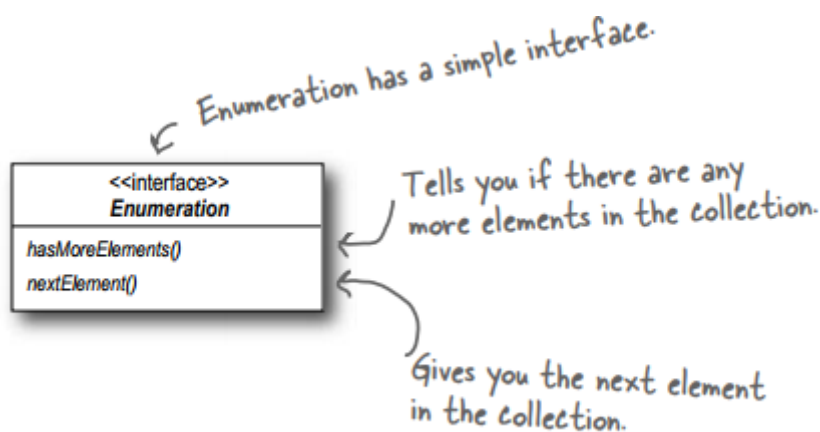 Enumeration has a simple interface.
<<interface>>
Enumeration
hasMoreElements()
nextElement()
Tells you if there are any
more elements in the collection.
Gives you the next element
in the collection.